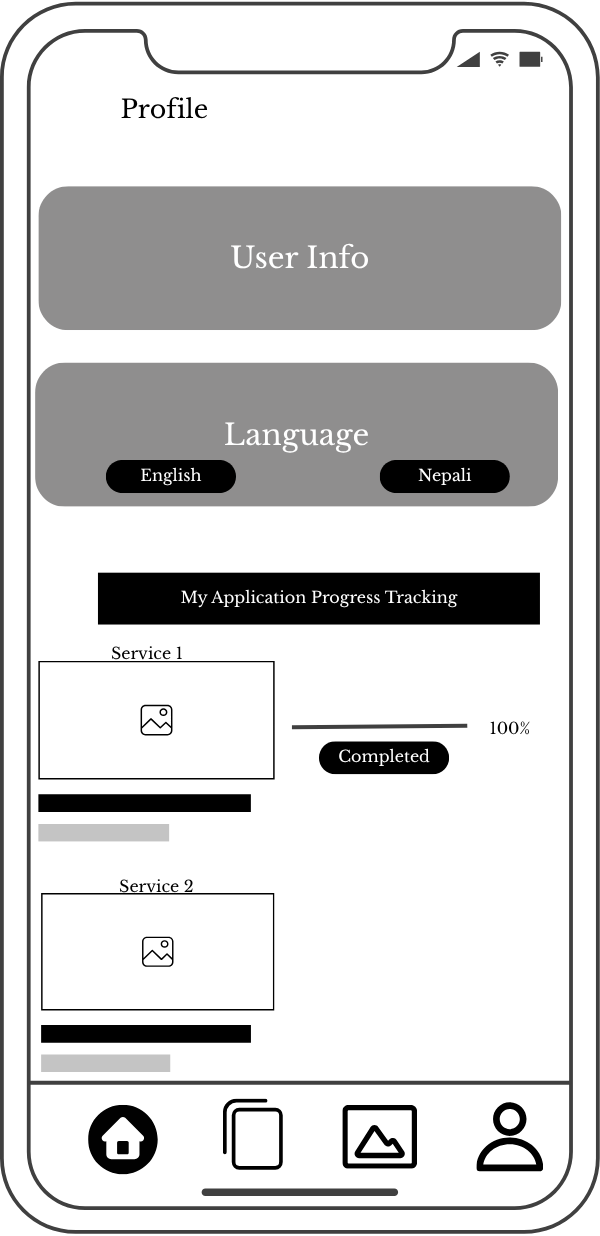 Profile
User Info
Language
English
Nepali
My Application Progress Tracking
Service 1
100%
Completed
Service 2